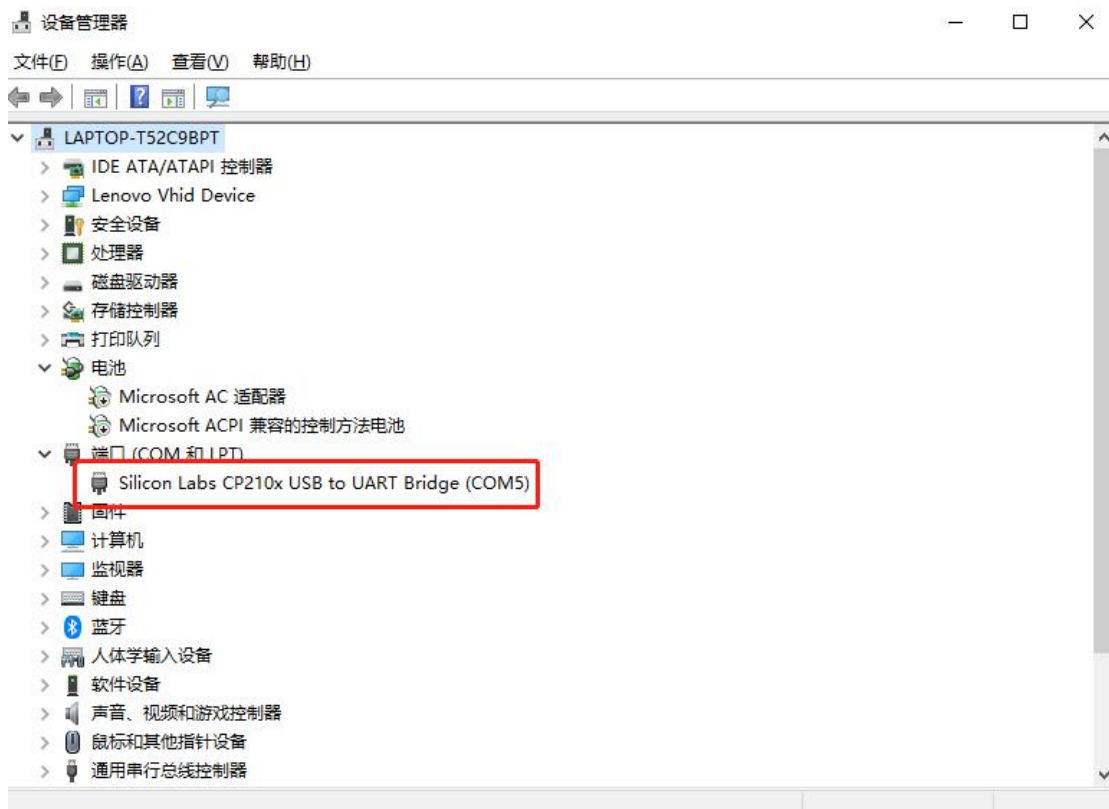 设备管理器
文件(F) 操作(A) 查看(V) 帮助(H)
LAPTOP-T52C9BPT
IDE ATA/ATAPI 控制器
Lenovo Vhid Device
安全设备
处理器
磁盘驱动器
存储控制器
打印队列
电池
Microsoft AC 适配器
Microsoft ACPI 兼容的控制方法电池
端口 (COM 和 LPT)
Silicon Labs CP210x USB to UART Bridge (COM5)
固件
计算机
监视器
键盘
蓝牙
人体学输入设备
软件设备
声音、视频和游戏控制器
鼠标和其他指针设备
通用串行总线控制器